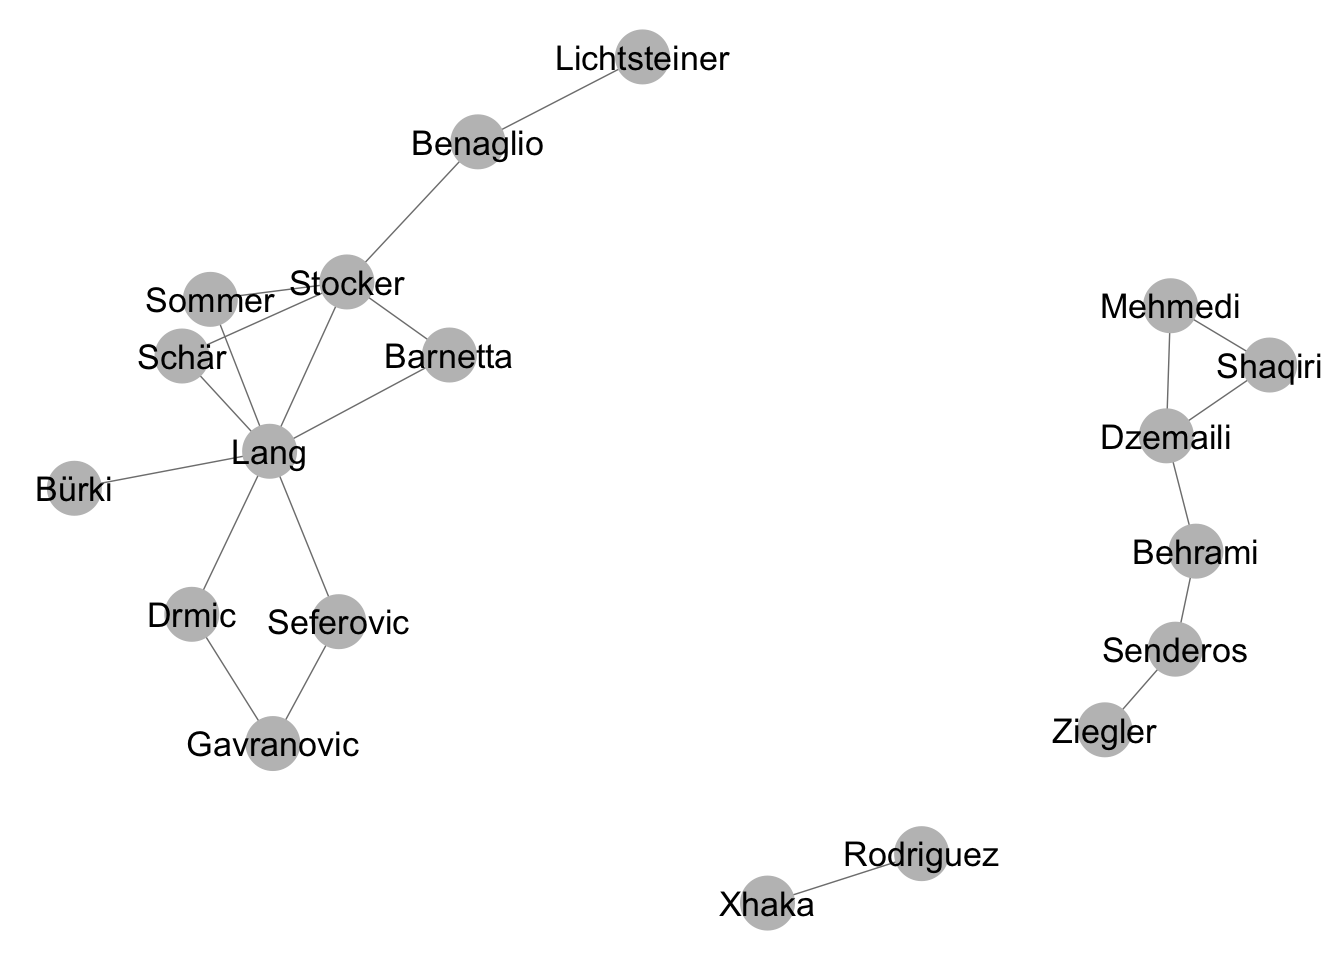 Lichtsteiner
Benaglio
Stocker
Sommer
Mehmedi
Schär
Barnetta
Shaqiri
Dzemaili
Lang
Bürki
Behrami
Drmic
Seferovic
Senderos
Ziegler
Gavranovic
Rodriguez
Xhaka